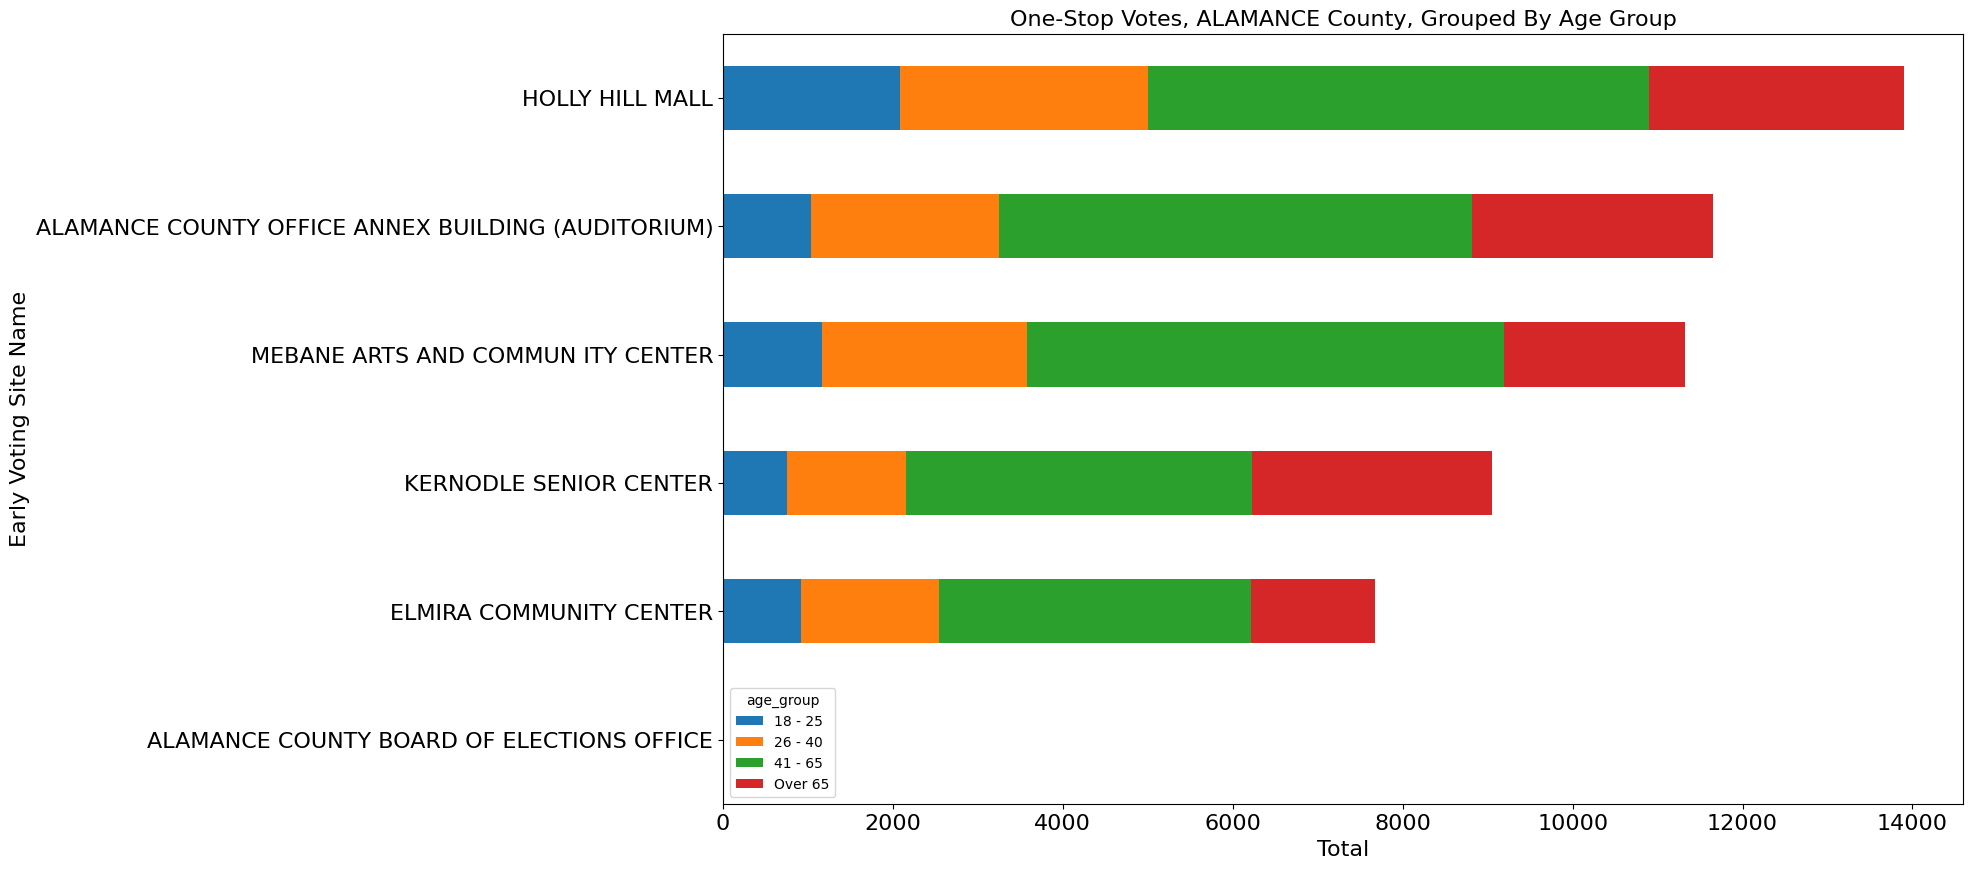 One-Stop Votes, ALAMANCE County, Grouped By Age Group
Early Voting Site Name
HOLLY HILL MALL
ALAMANCE COUNTY OFFICE ANNEX BUILDING (AUDITORIUM)
MEBANE ARTS AND COMMUN ITY CENTER
KERNODLE SENIOR CENTER
ELMIRA COMMUNITY CENTER
ALAMANCE COUNTY BOARD OF ELECTIONS OFFICE
age_group
18 - 25
26 - 40
41 - 65
Over 65
0 2000 4000 6000 8000 10000 12000 14000
Total